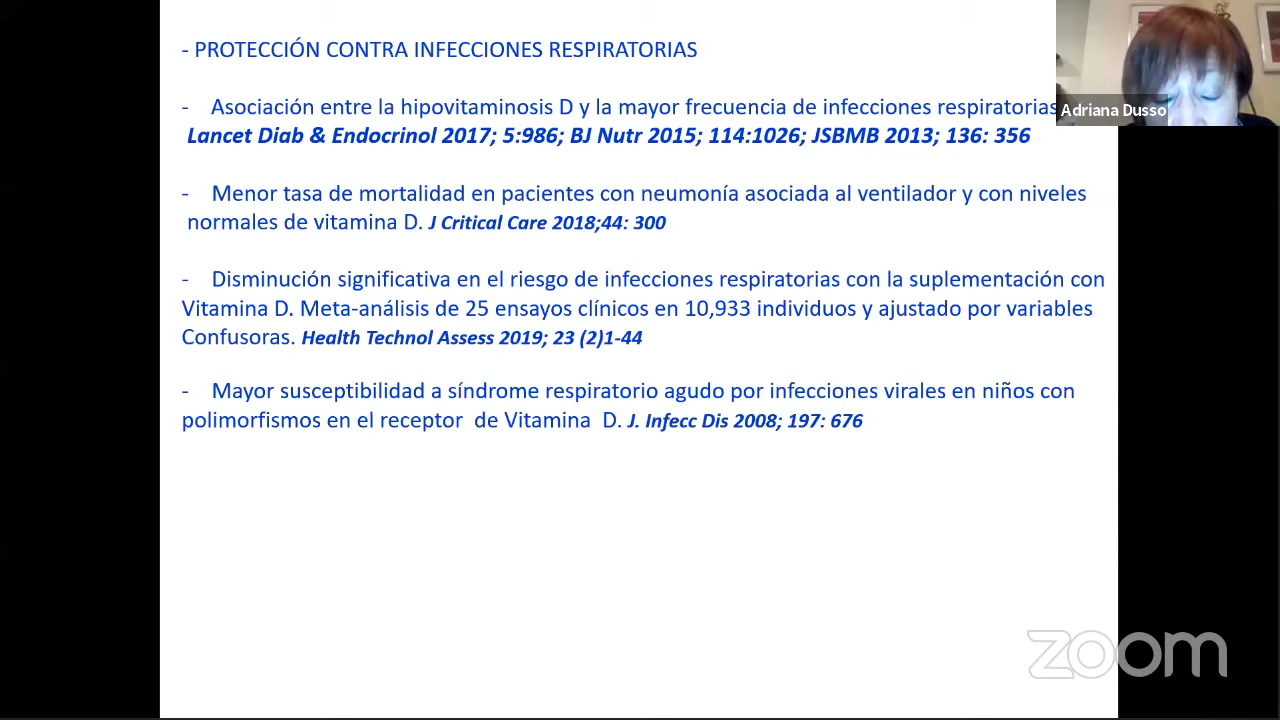 - PROTECCIÓN CONTRA INFECCIONES RESPIRATORIAS
- Asociación entre la hipovitaminosis D y la mayor frecuencia de infecciones respiratorias
Lancet Diab & Endocrinol 2017; 5:986; BJ Nutr 2015; 114:1026; JSBMB 2013; 136: 356
- Menor tasa de mortalidad en pacientes con neumonía asociada al ventilador y con niveles
normales de vitamina D. J Critical Care 2018;44: 300
- Disminución significativa en el riesgo de infecciones respiratorias con la suplementación con
Vitamina D. Meta-análisis de 25 ensayos clínicos en 10,933 individuos y ajustado por variables
Confusoras. Health Technol Assess 2019; 23 (2)1-44
- Mayor susceptibilidad a síndrome respiratorio agudo por infecciones virales en niños con
polimorfismos en el receptor de Vitamina D. J. Infecc Dis 2008; 197: 676
Adriana Dusso
zoom